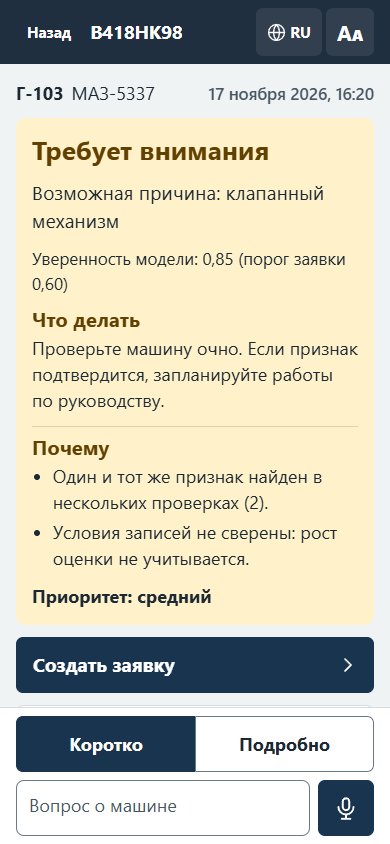 Назад В418НК98 RU Aᴀ
Г-103 МАЗ-5337 17 ноября 2026, 16:20
Требует внимания
Возможная причина: клапанный
механизм
Уверенность модели: 0,85 (порог заявки
0,60)
Что делать
Проверьте машину очно. Если признак
подтвердится, запланируйте работы
по руководству.
Почему
• Один и тот же признак найден в
нескольких проверках (2).
• Условия записей не сверены: рост
оценки не учитывается.
Приоритет: средний
Создать заявку
Коротко Подробно
Вопрос о машине